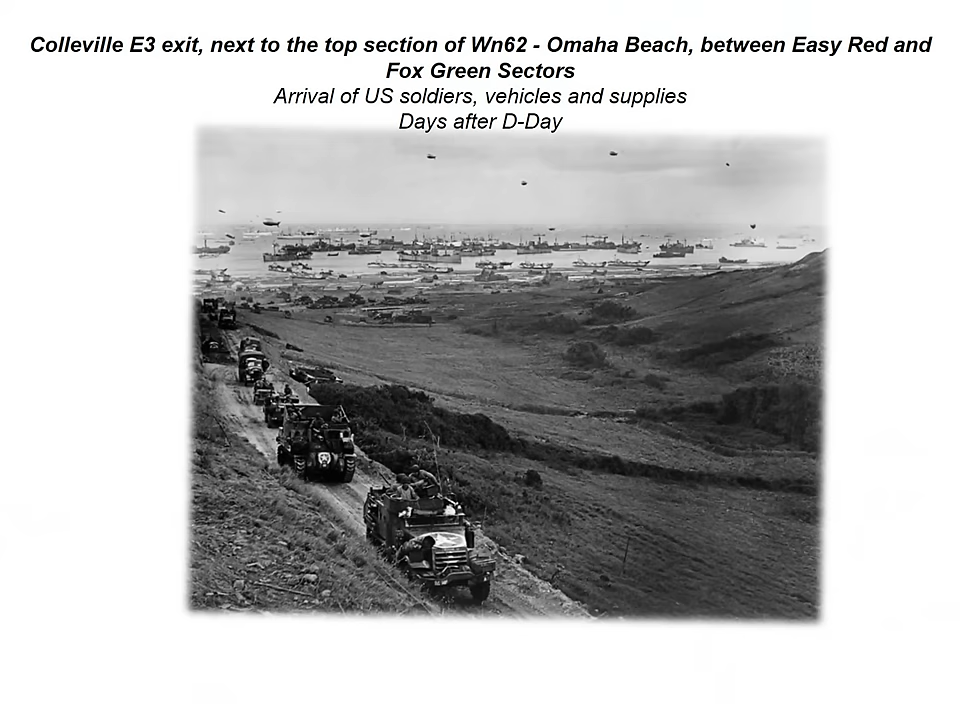 Colleville E3 exit, next to the top section of Wn62 - Omaha Beach, between Easy Red and
Fox Green Sectors
Arrival of US soldiers, vehicles and supplies
Days after D-Day